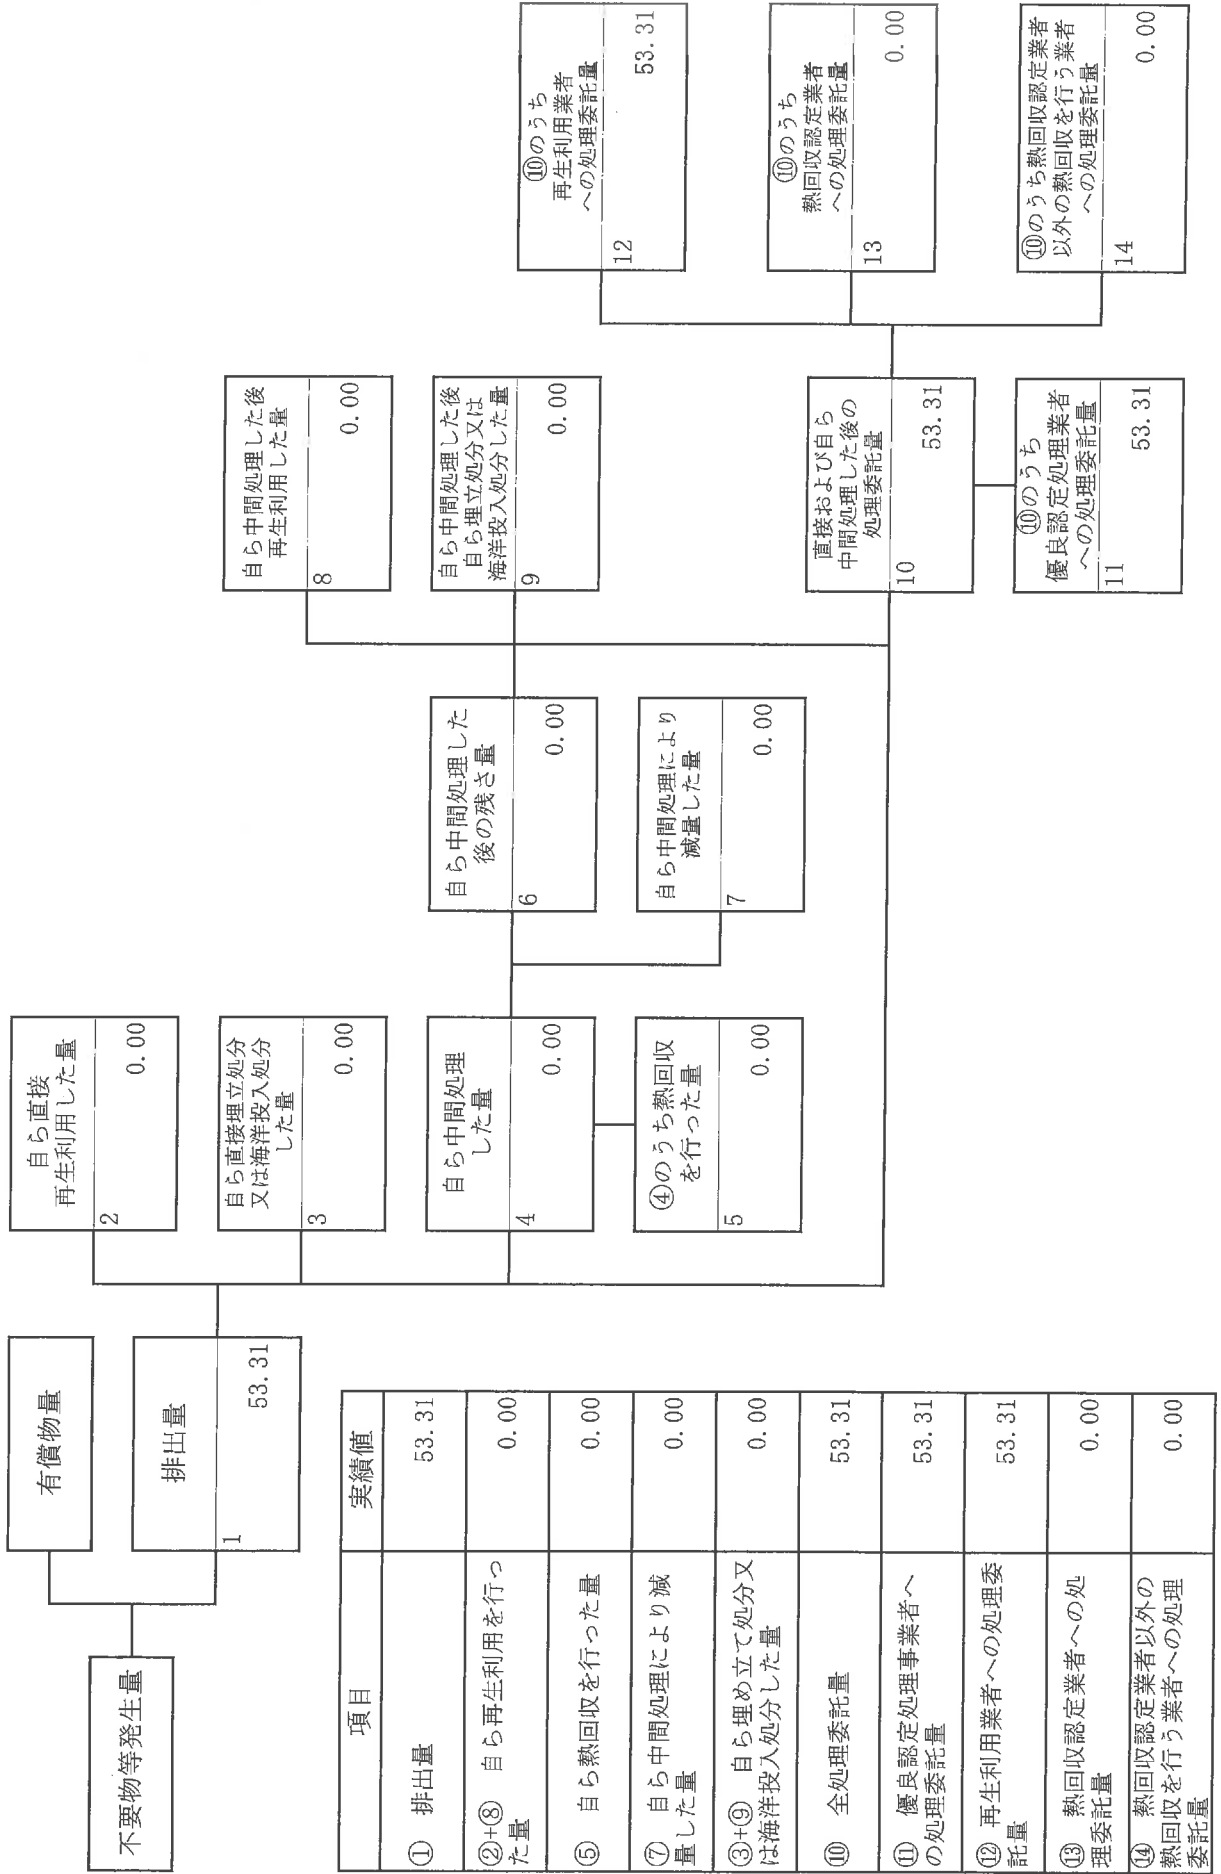 不要物等発生量
有償物量
排出量
1
53.31
自ら直接
再生利用した量
2
0.00
自ら直接埋立処分
又は海洋投入処分
した量
3
0.00
自ら中間処理
した量
4
0.00
④のうち熱回収
を行った量
5
0.00
自ら中間処理した
後の残さ量
6
0.00
自ら中間処理により
減量した量
7
0.00
自ら中間処理した後
再生利用した量
8
0.00
自ら中間処理した後
自ら埋立処分又は
海洋投入処分した量
9
0.00
直接および自ら
中間処理した後の
処理委託量
10
53.31
⑩のうち
優良認定処理業者
への処理委託量
11
53.31
⑩のうち
再生利用業者
への処理委託量
12
53.31
⑩のうち
熱回収認定業者
への処理委託量
13
0.00
⑩のうち熱回収認定業者
以外の熱回収を行う業者
への処理委託量
14
0.00
項目 実績値
① 排出量 53.31
②+⑧ 自ら再生利用を行っ
た量 0.00
⑤ 自ら熱回収を行った量 0.00
⑦ 自ら中間処理により減
量した量 0.00
③+⑨ 自ら埋め立て処分又
は海洋投入処分した量 0.00
⑩ 全処理委託量 53.31
⑪ 優良認定処理事業者へ
の処理委託量 53.31
⑫ 再生利用業者への処理委
託量 53.31
⑬ 熱回収認定業者への処
理委託量 0.00
⑭ 熱回収認定業者以外の
熱回収を行う業者への処理
委託量 0.00